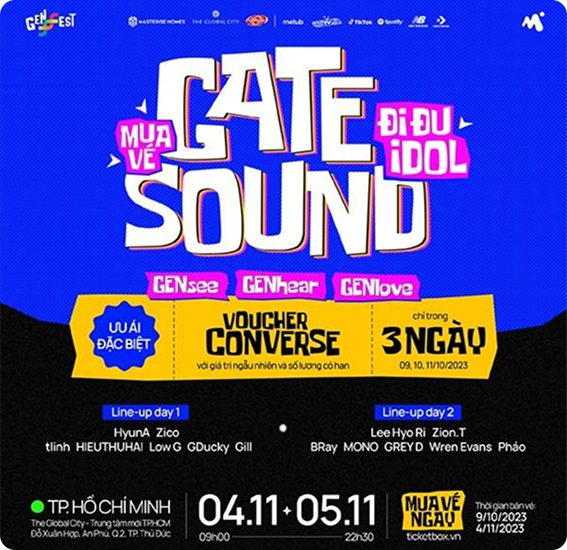 GENFEST
MASTERISE HOMES THE GLOBAL CITY metub TikTok Spotify new balance CONVERSE
MUA
VÉ
GATE
SOUND
ĐI ĐU
IDOL
GENsee GENhear GENlove
ƯU ÁI
ĐẶC BIỆT
VOUCHER
CONVERSE
với giá trị ngẫu nhiên và số lượng có hạn
chỉ trong
3 NGÀY
09, 10, 11/10/2023
Line-up day 1
HyunA Zico
tlinh HIEUTHUHAI Low G GDucky Gill
Line-up day 2
Lee Hyo Ri Zion.T
BRay MONO GREY D Wren Evans Pháo
TP. HỒ CHÍ MINH
The Global City - Trung tâm mới TP.HCM
Đỗ Xuân Hợp, An Phú, Q.2, TP. Thủ Đức
04.11 05.11
09h00 22h30
MUA VÉ
NGAY
ticketbox.vn
Thời gian bán vé:
9/10/2023
4/11/2023